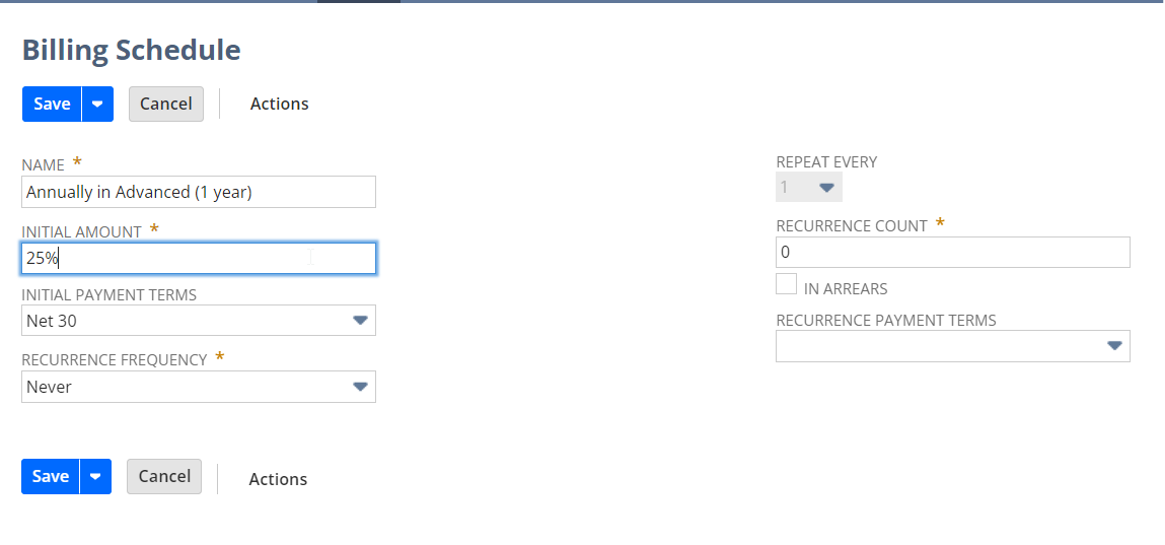 Billing Schedule
Save
Cancel
Actions
NAME *
Annually in Advanced (1 year)
INITIAL AMOUNT *
25%
INITIAL PAYMENT TERMS
Net 30
RECURRENCE FREQUENCY *
Never
REPEAT EVERY
1
RECURRENCE COUNT *
0
IN ARREARS
RECURRENCE PAYMENT TERMS
Save
Cancel
Actions